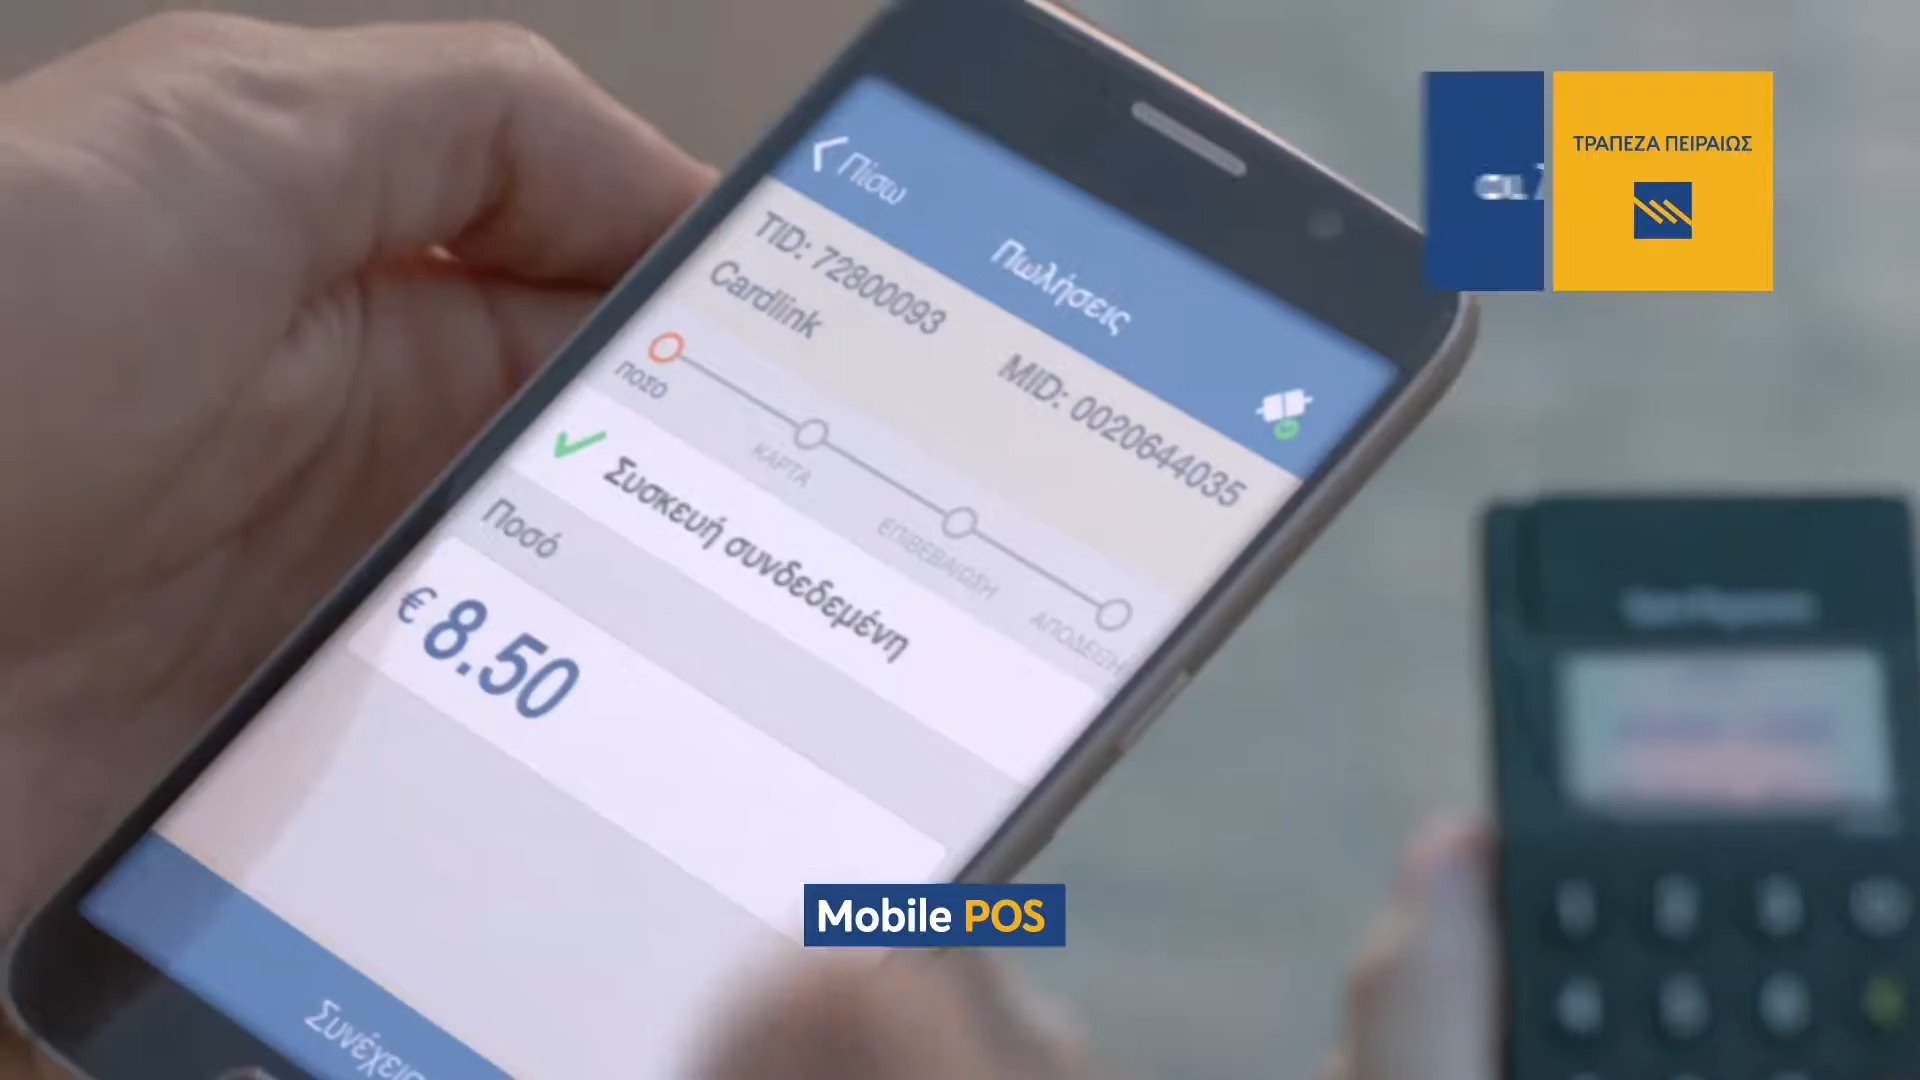 ΤΡΑΠΕΖΑ ΠΕΙΡΑΙΩΣ
Πίσω
Πωλήσεις
TID: 72800093
MID: 0020644035
Cardlink
ΠΟΣΟ
ΚΑΡΤΑ
ΕΠΙΒΕΒΑΙΩΣΗ
ΑΠΟΔΕΙΞΗ
Συσκευή συνδεδεμένη
Ποσό
€ 8.50
Mobile POS